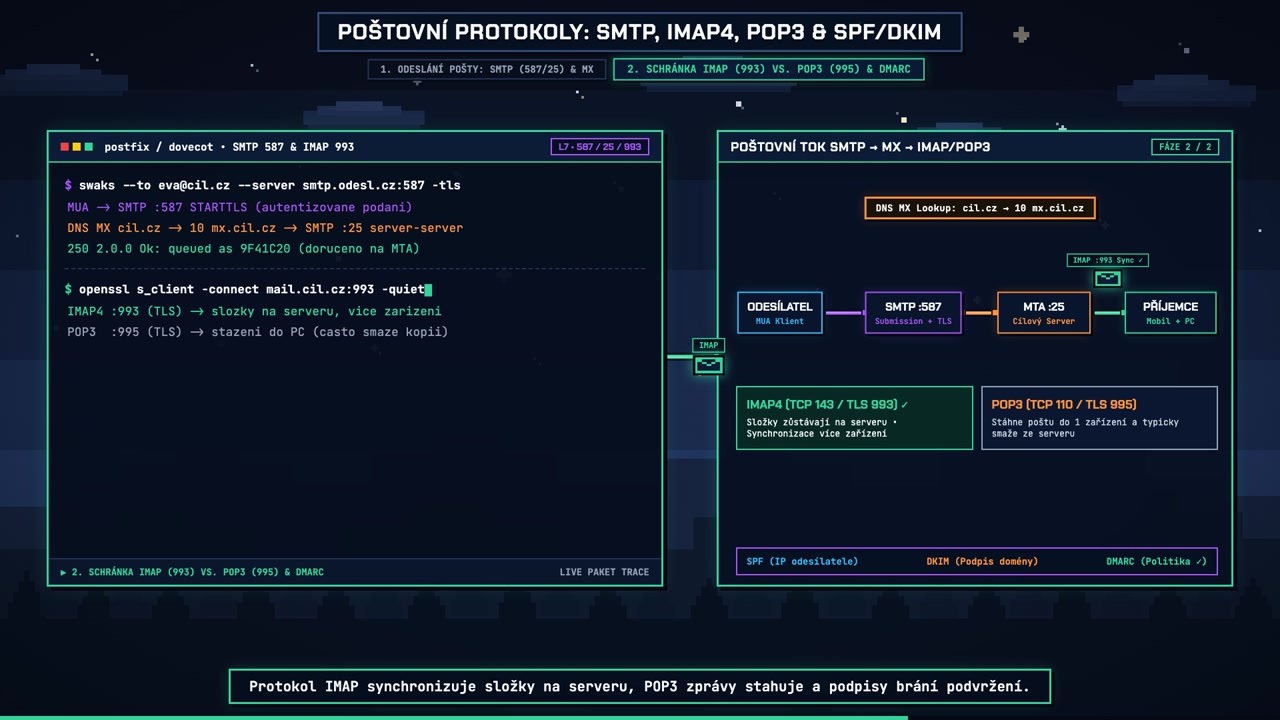 POŠTOVNÍ PROTOKOLY: SMTP, IMAP4, POP3 & SPF/DKIM
1. ODESLÁNÍ POŠTY: SMTP (587/25) & MX
2. SCHRÁNKA IMAP (993) VS. POP3 (995) & DMARC
postfix / dovecot • SMTP 587 & IMAP 993
L7 • 587 / 25 / 993
$ swaks --to eva@cil.cz --server smtp.odesl.cz:587 -tls
MUA → SMTP :587 STARTTLS (autentizovane podani)
DNS MX cil.cz → 10 mx.cil.cz → SMTP :25 server-server
250 2.0.0 Ok: queued as 9F41C20 (doruceno na MTA)
$ openssl s_client -connect mail.cil.cz:993 -quiet
IMAP4 :993 (TLS) → slozky na serveru, vice zarizeni
POP3  :995 (TLS) → stazeni do PC (casto smaze kopii)
▶ 2. SCHRÁNKA IMAP (993) VS. POP3 (995) & DMARC
LIVE PAKET TRACE
IMAP
POŠTOVNÍ TOK SMTP → MX → IMAP/POP3
FÁZE 2 / 2
DNS MX Lookup: cil.cz → 10 mx.cil.cz
IMAP :993 Sync ✓
ODESÍLATEL
MUA Klient
SMTP :587
Submission + TLS
MTA :25
Cílový Server
PŘÍJEMCE
Mobil + PC
IMAP4 (TCP 143 / TLS 993) ✓
Složky zůstávají na serveru •
Synchronizace více zařízení
POP3 (TCP 110 / TLS 995)
Stáhne poštu do 1 zařízení a typicky
smaže ze serveru
SPF (IP odesílatele)
DKIM (Podpis domény)
DMARC (Politika ✓)
Protokol IMAP synchronizuje složky na serveru, POP3 zprávy stahuje a podpisy brání podvržení.